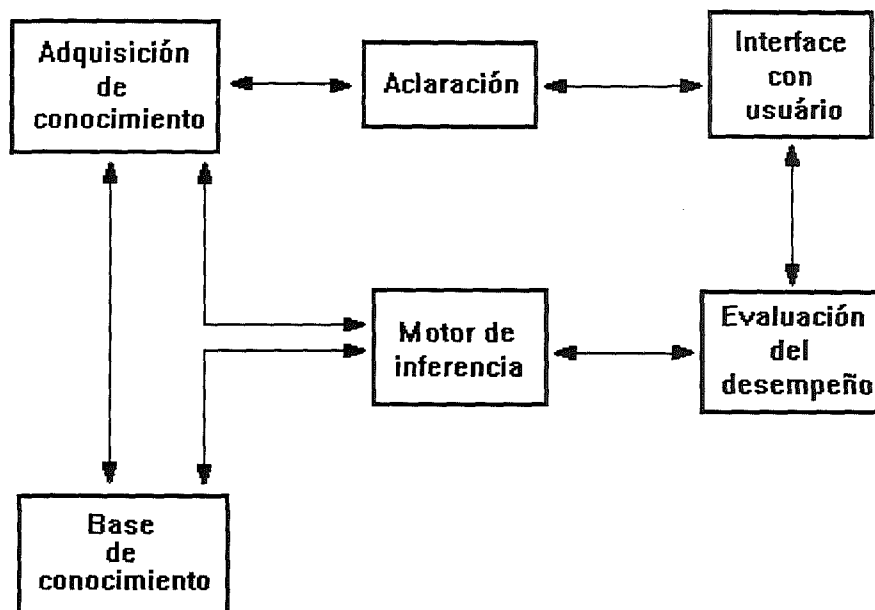 Adquisición
de
conocimiento
Aclaración
Interface
con
usuário
Motor de
inferencia
Evaluación
del
desempeño
Base
de
conocimiento